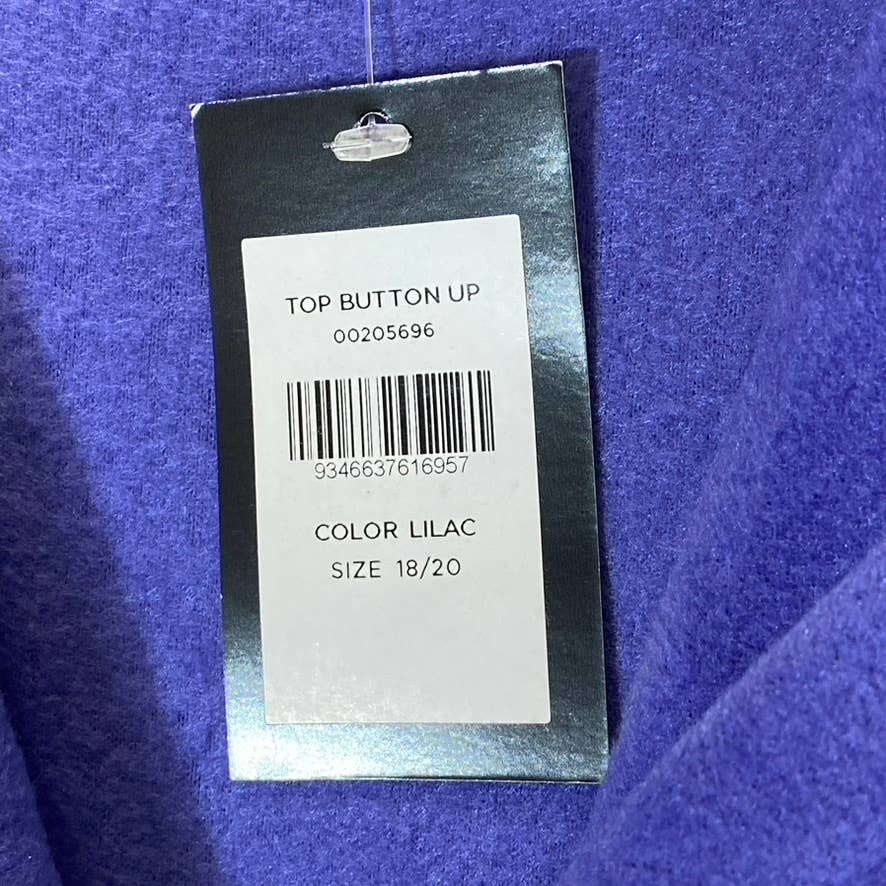 TOP BUTTON UP
00205696
9346637616957
COLOR LILAC
SIZE 18/20